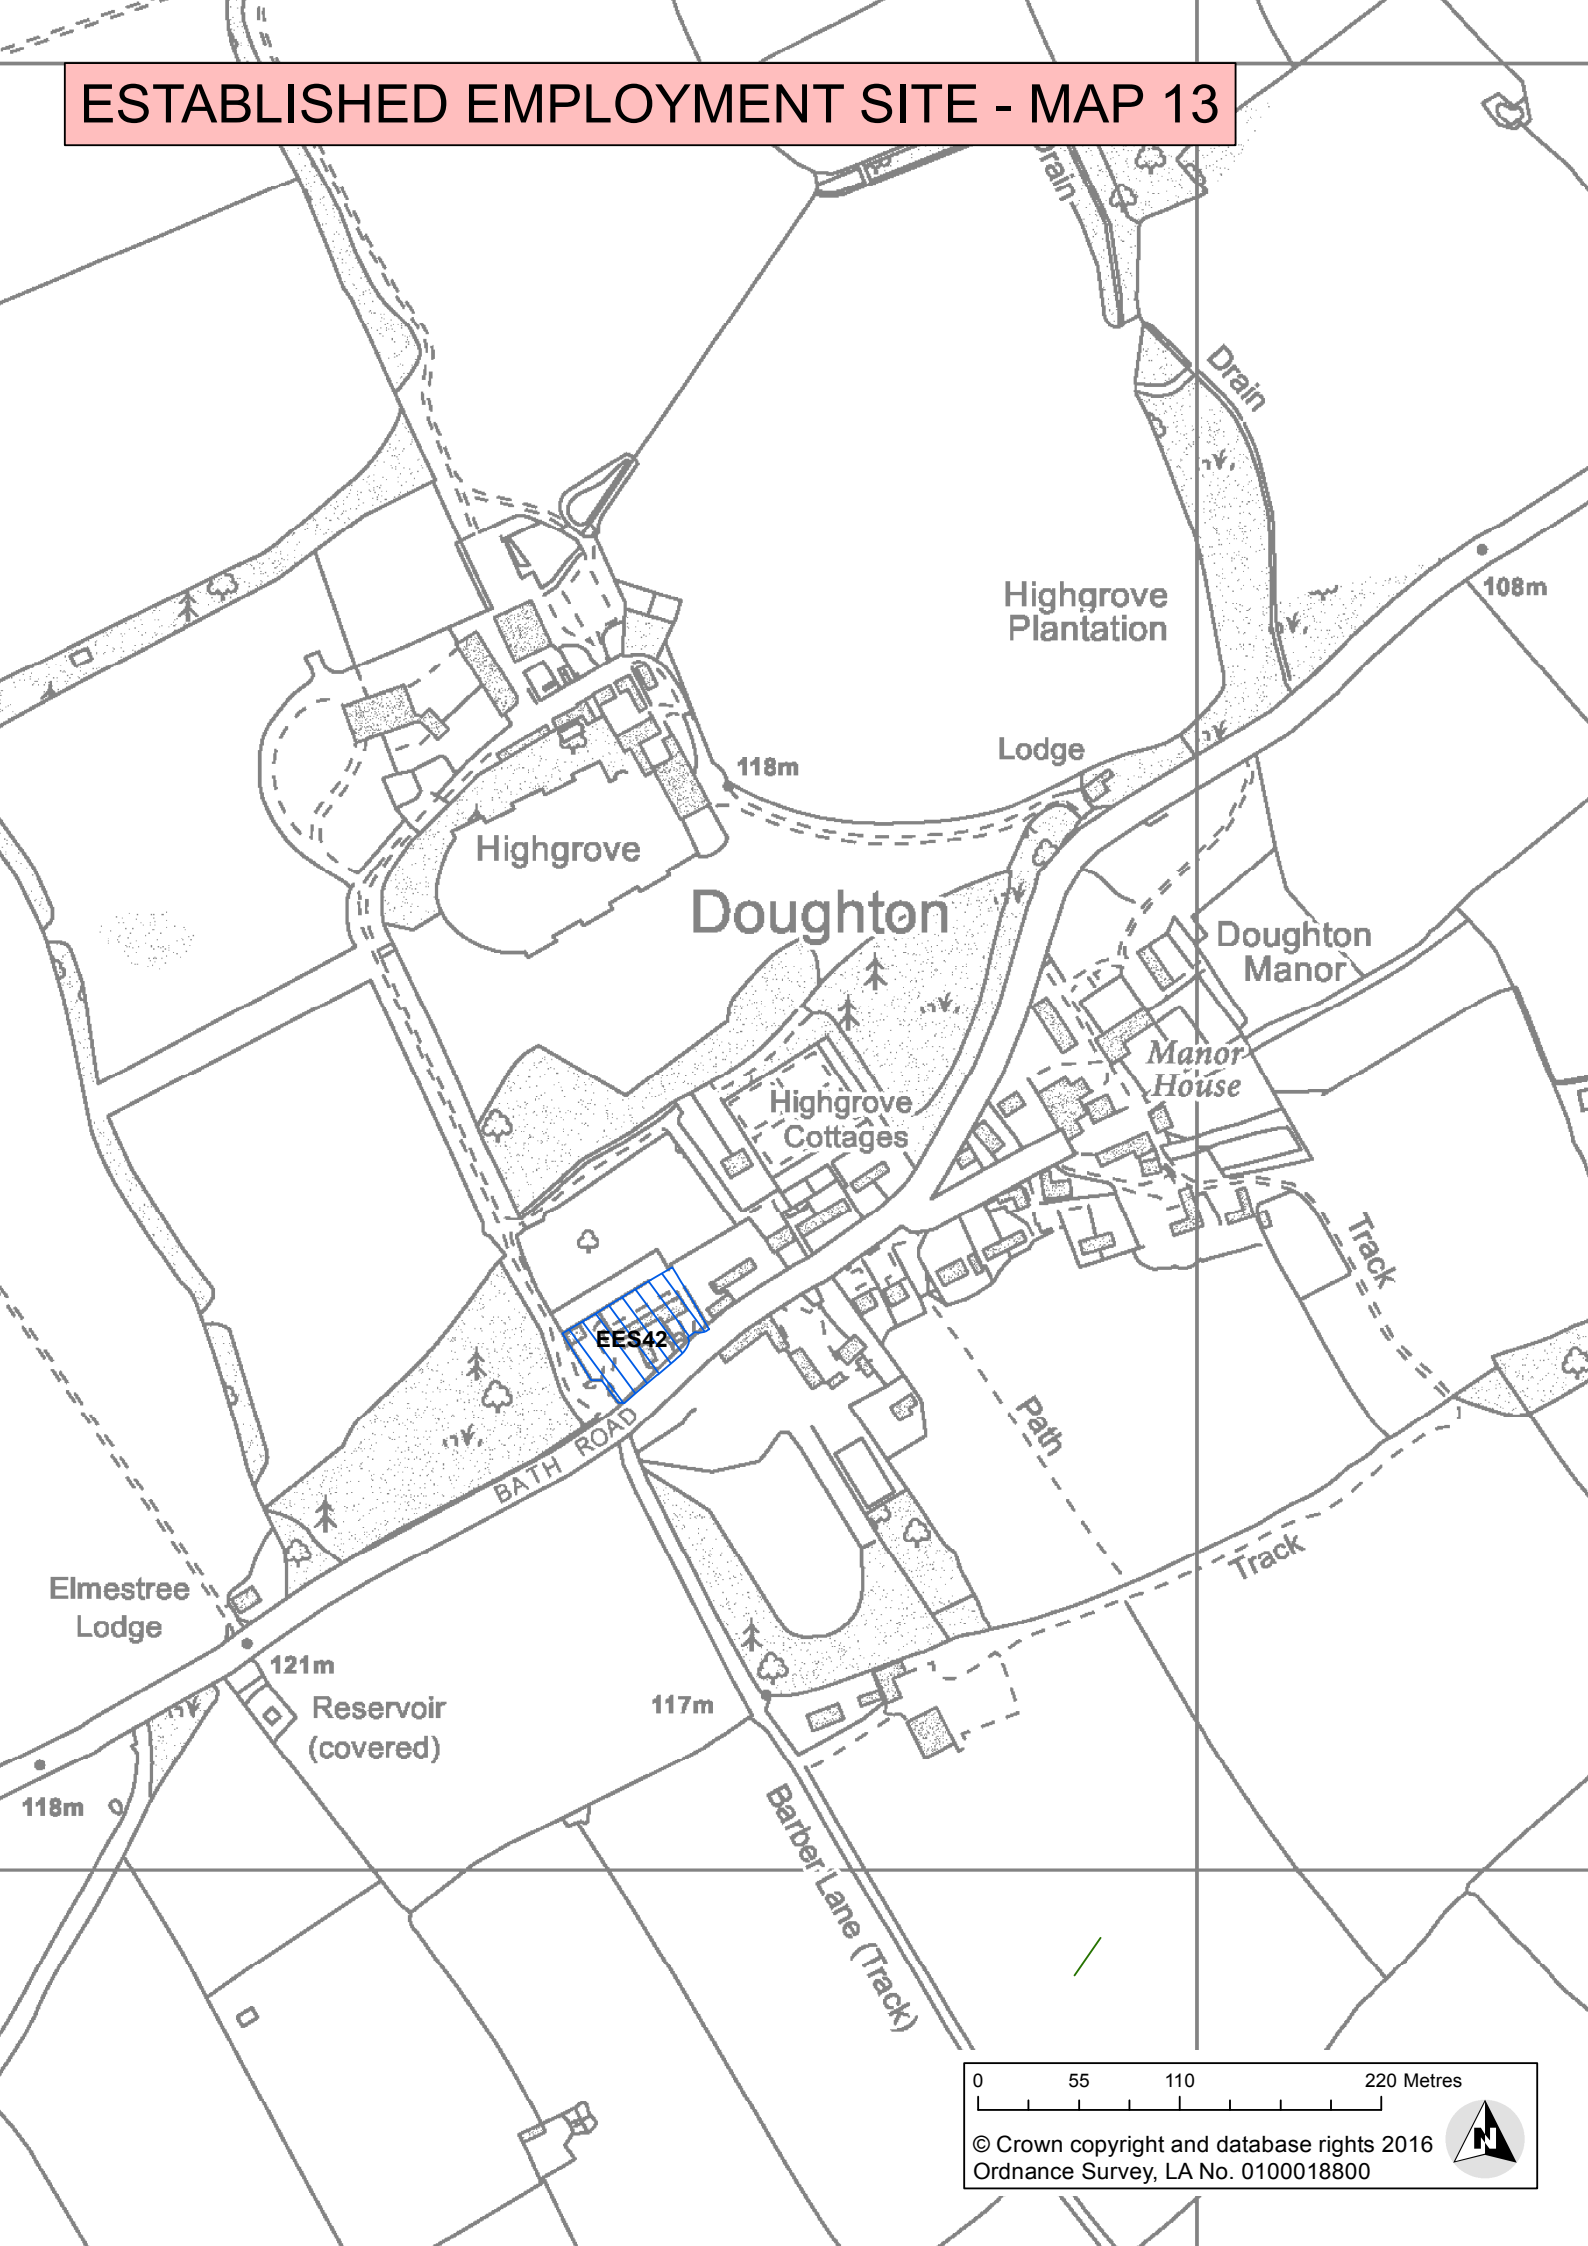 ESTABLISHED EMPLOYMENT SITE - MAP 13
Drain
Drain
108m
Highgrove
Plantation
Lodge
118m
Highgrove
Doughton
Doughton
Manor
Manor
House
Highgrove
Cottages
Track
EES42
Path
BATH ROAD
Track
Elmestree
Lodge
121m
Reservoir
(covered)
117m
118m
Barber Lane (Track)
0 55 110 220 Metres
© Crown copyright and database rights 2016
Ordnance Survey, LA No. 0100018800
N